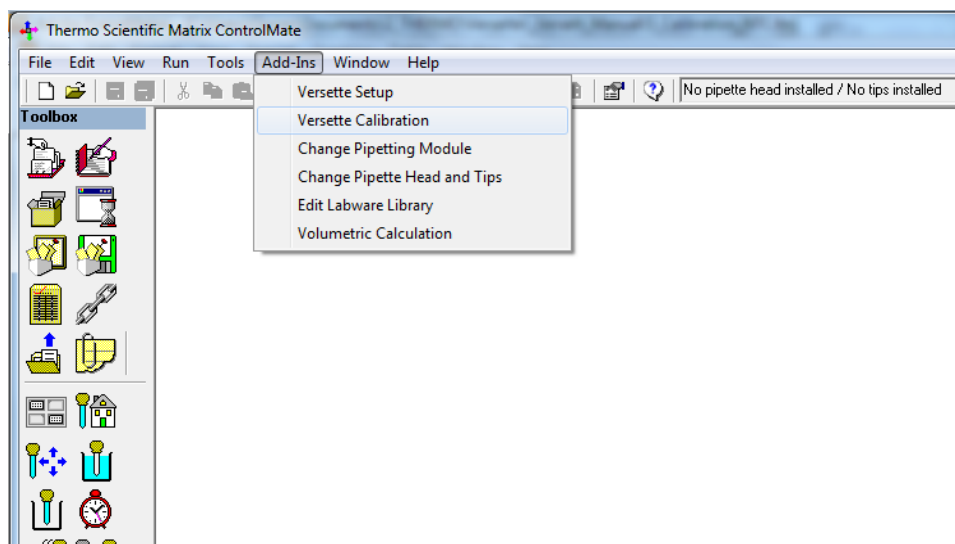 Thermo Scientific Matrix ControlMate
File Edit View Run Tools Add-Ins Window Help
No pipette head installed / No tips installed
Toolbox
Versette Setup
Versette Calibration
Change Pipetting Module
Change Pipette Head and Tips
Edit Labware Library
Volumetric Calculation